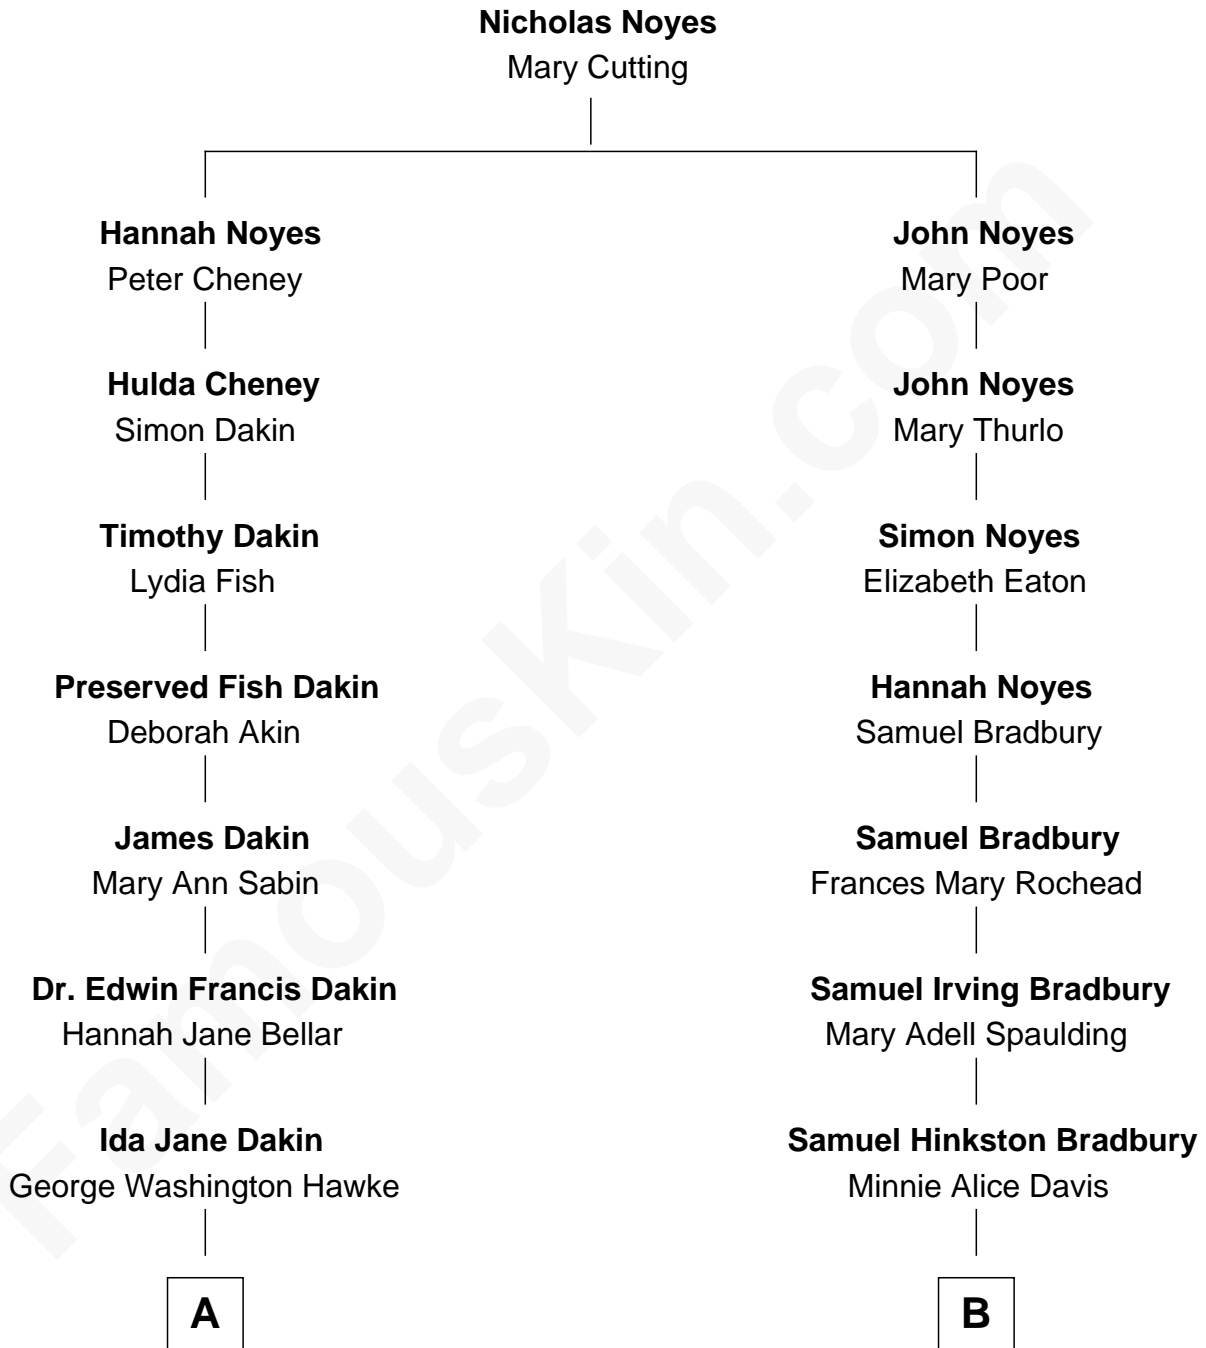 Nicholas Noyes
Mary Cutting
Hannah Noyes
Peter Cheney
John Noyes
Mary Poor
Hulda Cheney
Simon Dakin
John Noyes
Mary Thurlo
Timothy Dakin
Lydia Fish
Simon Noyes
Elizabeth Eaton
Preserved Fish Dakin
Deborah Akin
Hannah Noyes
Samuel Bradbury
James Dakin
Mary Ann Sabin
Samuel Bradbury
Frances Mary Rochead
Dr. Edwin Francis Dakin
Hannah Jane Bellar
Samuel Irving Bradbury
Mary Adell Spaulding
Ida Jane Dakin
George Washington Hawke
Samuel Hinkston Bradbury
Minnie Alice Davis
A
B
FamousKin.com